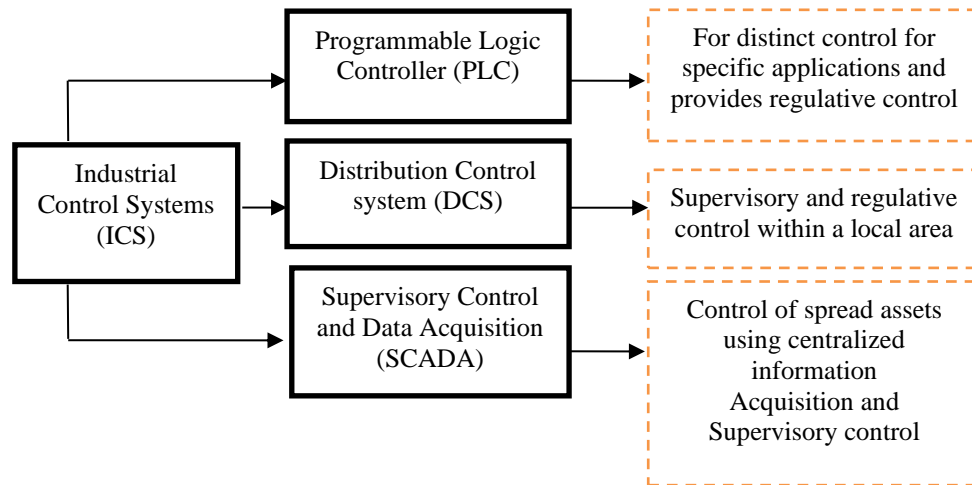 Programmable Logic
Controller (PLC)
For distinct control for
specific applications and
provides regulative control
Industrial
Control Systems
(ICS)
Distribution Control
system (DCS)
Supervisory and regulative
control within a local area
Supervisory Control
and Data Acquisition
(SCADA)
Control of spread assets
using centralized
information
Acquisition and
Supervisory control